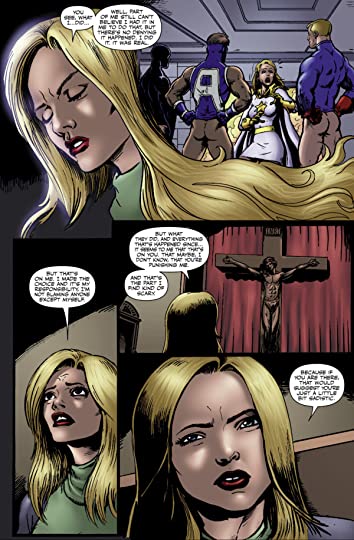 YOU
SEE, WHAT
I...DID...
WELL, PART
OF ME STILL CAN'T
BELIEVE I HAD IT IN
ME TO DO THAT. BUT
THERE'S NO DENYING
IT HAPPENED. I DID
IT. IT WAS REAL.
BUT THAT'S
ON ME. I MADE
THE CHOICE AND IT'S MY
RESPONSIBILITY. I'M
NOT BLAMING ANYONE
EXCEPT MYSELF.
BUT WHAT
THEY DID, AND EVERYTHING
THAT'S HAPPENED SINCE...
IT SEEMS TO ME THAT THAT'S
ON YOU. THAT MAYBE, I
DON'T KNOW, THAT YOU'RE
PUNISHING ME.
AND THAT'S
THE PART I
FIND KIND OF
SCARY.
BECAUSE IF
YOU ARE THERE,
THAT WOULD
SUGGEST YOU'RE
JUST A LITTLE
BIT SADISTIC.